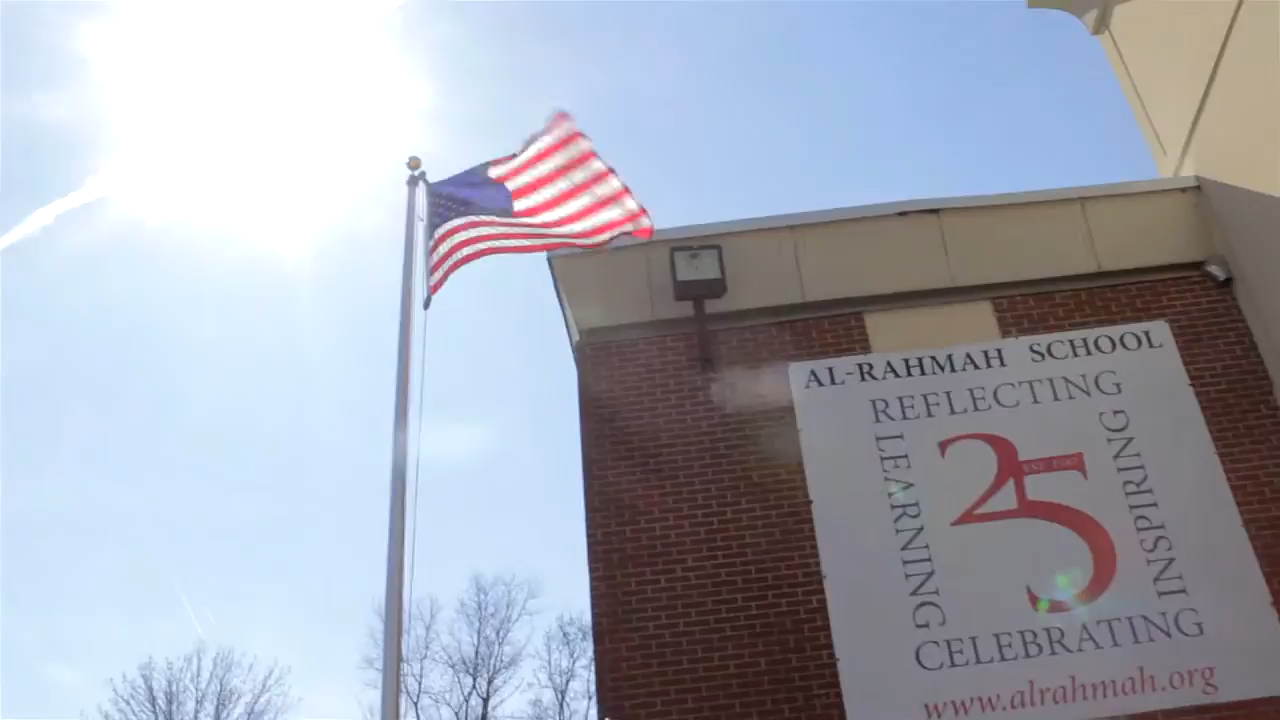 AL-RAHMAH SCHOOL
REFLECTING
LEARNING
25
INSPIRING
CELEBRATING
www.alrahmah.org